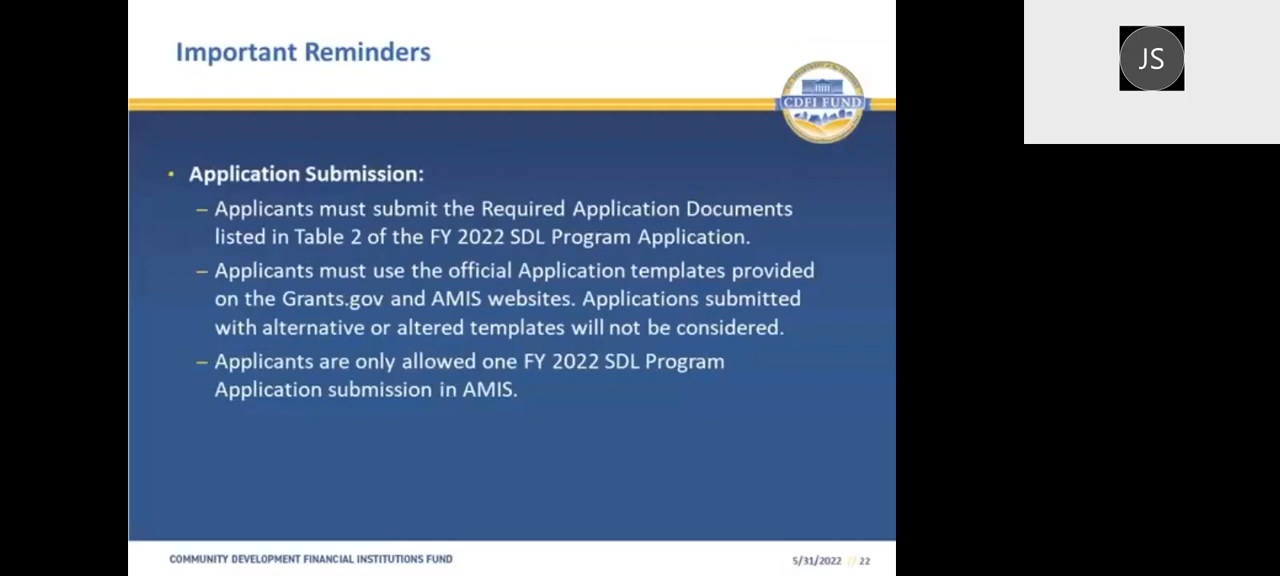 Important Reminders
JS
CDFI FUND
• Application Submission:
– Applicants must submit the Required Application Documents
listed in Table 2 of the FY 2022 SDL Program Application.
– Applicants must use the official Application templates provided
on the Grants.gov and AMIS websites. Applications submitted
with alternative or altered templates will not be considered.
– Applicants are only allowed one FY 2022 SDL Program
Application submission in AMIS.
COMMUNITY DEVELOPMENT FINANCIAL INSTITUTIONS FUND
5/31/2022 // 22